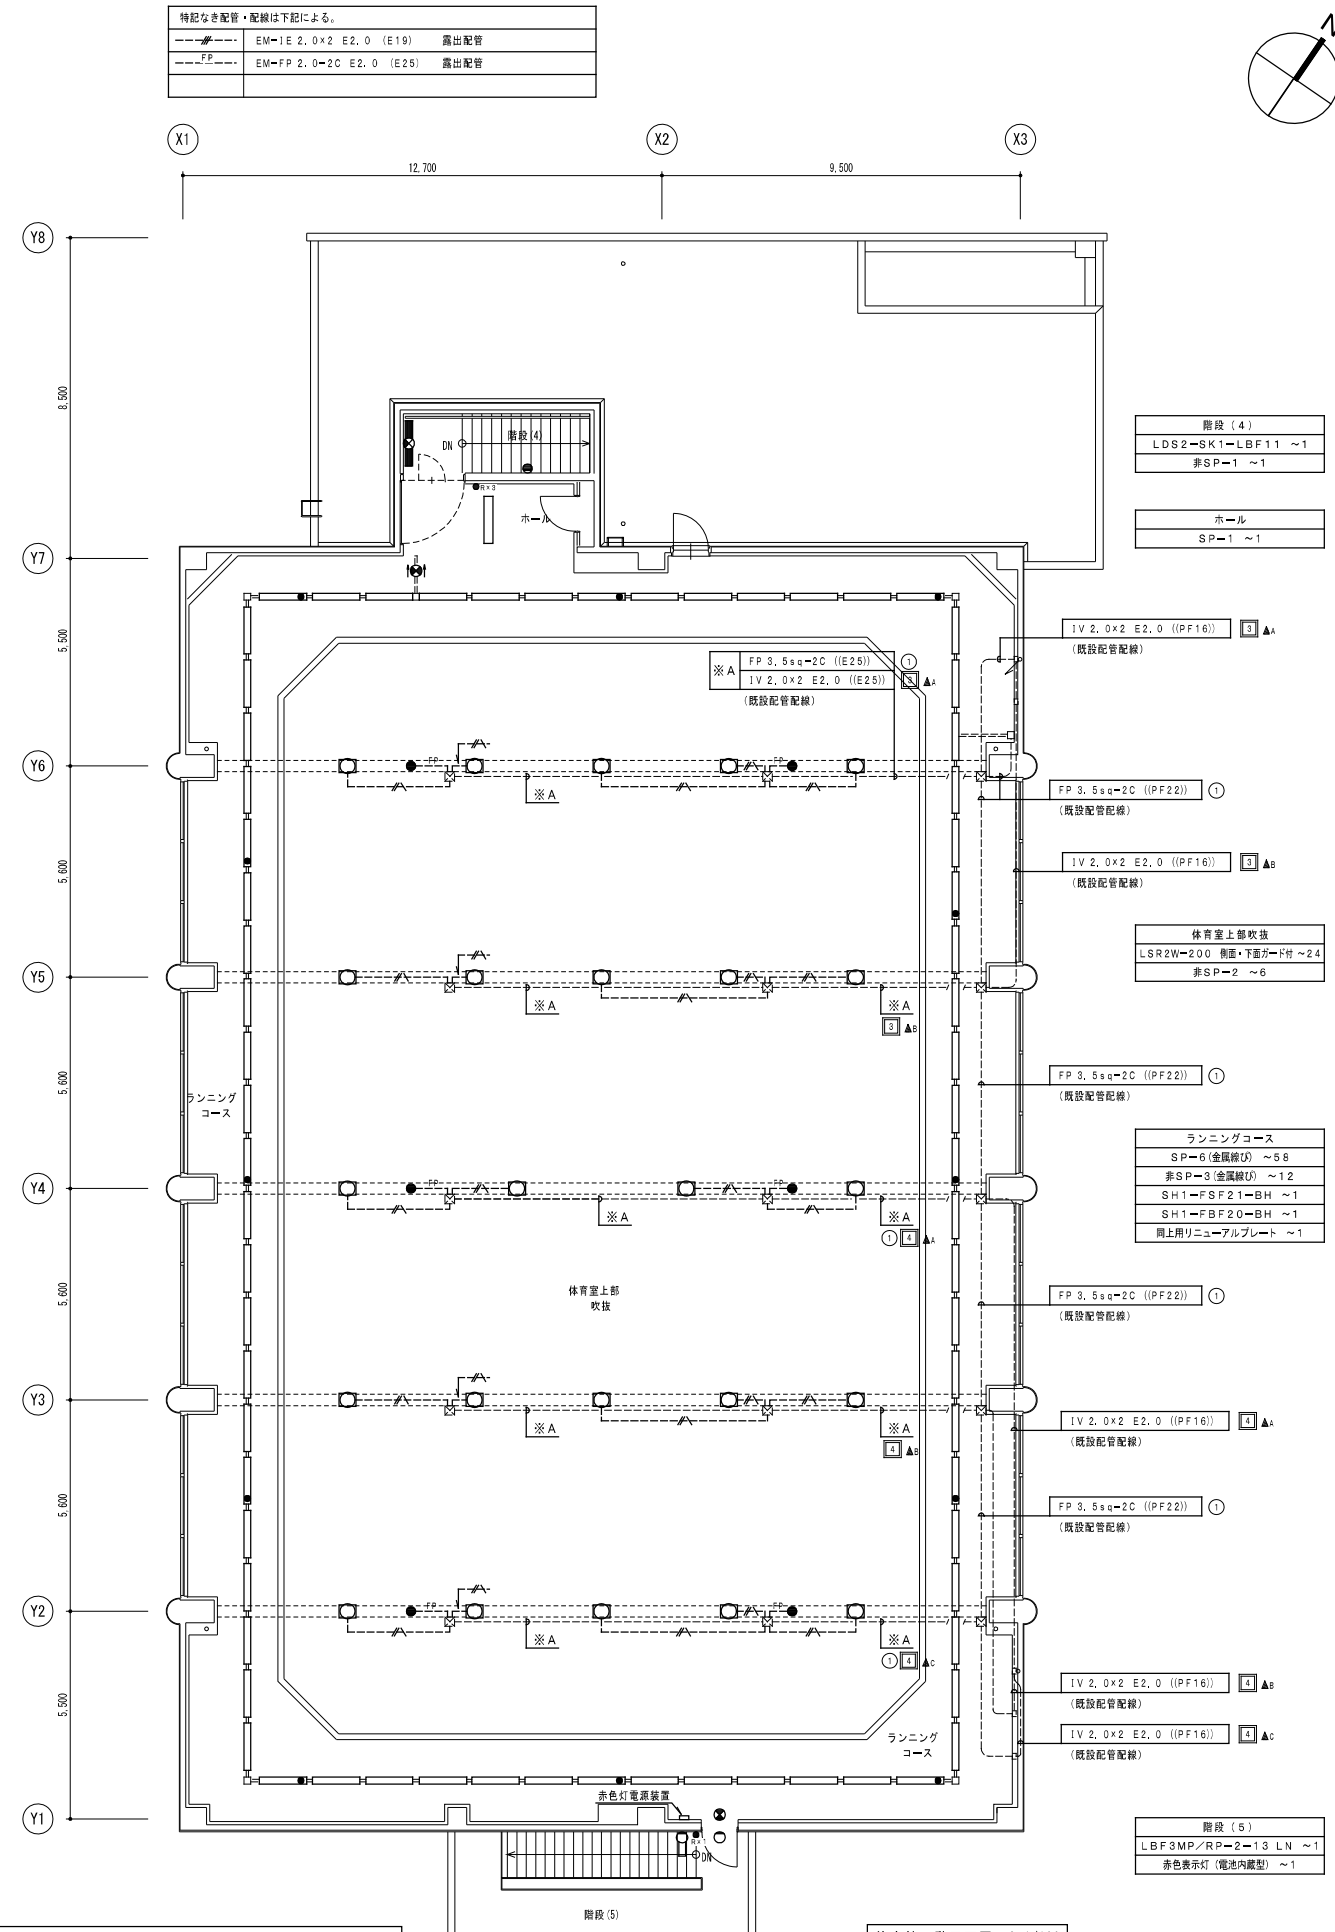 特記なき配管・配線は下記による。
EM-IE 2.0×2 E2.0 (E19) 露出配管
FP
EM-FP 2.0-2C E2.0 (E25) 露出配管
N
X1
X2
X3
12,700
9,500
Y8
8,500
階段(4)
DN
R×3
ホール
階段(4)
LDS2-SK1-LBF11 ~1
非SP-1 ~1
ホール
SP-1 ~1
Y7
5,500
IV 2.0×2 E2.0 ((PF16)) 3 A
(既設配管配線)
※A
FP 3.5sq-2C ((E25)) 1
IV 2.0×2 E2.0 ((E25)) 3 A
(既設配管配線)
Y6
FP
FP
※A
FP 3.5sq-2C ((PF22)) 1
(既設配管配線)
5,600
IV 2.0×2 E2.0 ((PF16)) 3 B
(既設配管配線)
体育室上部吹抜
LSR2W-200 側面・下面ガード付 ~24
非SP-2 ~6
Y5
※A
※A
3 B
5,600
FP 3.5sq-2C ((PF22)) 1
(既設配管配線)
ランニング
コース
ランニングコース
SP-6(金属線ぴ) ~58
非SP-3(金属線ぴ) ~12
SH1-FSF21-BH ~1
SH1-FBF20-BH ~1
同上用リニューアルプレート ~1
Y4
FP
FP
※A
※A
1 4 A
5,600
体育室上部
吹抜
FP 3.5sq-2C ((PF22)) 1
(既設配管配線)
Y3
※A
※A
4 B
IV 2.0×2 E2.0 ((PF16)) 4 A
(既設配管配線)
5,600
FP 3.5sq-2C ((PF22)) 1
(既設配管配線)
Y2
FP
FP
※A
※A
1 4 C
5,500
IV 2.0×2 E2.0 ((PF16)) 4 B
(既設配管配線)
ランニング
コース
IV 2.0×2 E2.0 ((PF16)) 4 C
(既設配管配線)
赤色灯電源装置
Y1
R×1
DN
階段(5)
LBF3MP/RP-2-13 LN ~1
赤色表示灯(電池内蔵型) ~1
階段(5)